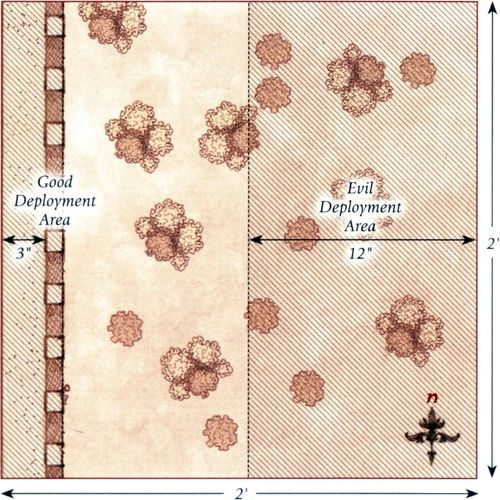 Good
Deployment
Area
3"
Evil
Deployment
Area
12"
2'
n
2'